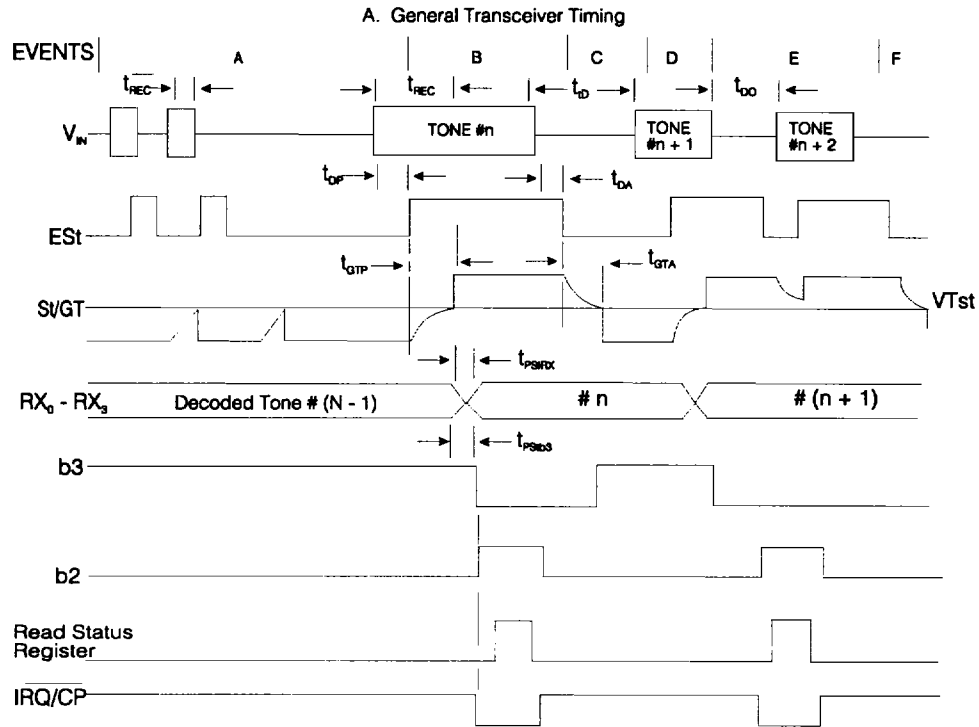 A. General Transceiver Timing
EVENTS A B C D E F
tREC tREC tID tDO
VIN TONE #n TONE #n + 1 TONE #n + 2
tDP tDA
ESt
tGTP tGTA
St/GT VTst
tPStRX
RX0 - RX3 Decoded Tone # (N - 1) # n # (n + 1)
tPStb3
b3
b2
Read Status
Register
IRQ/CP